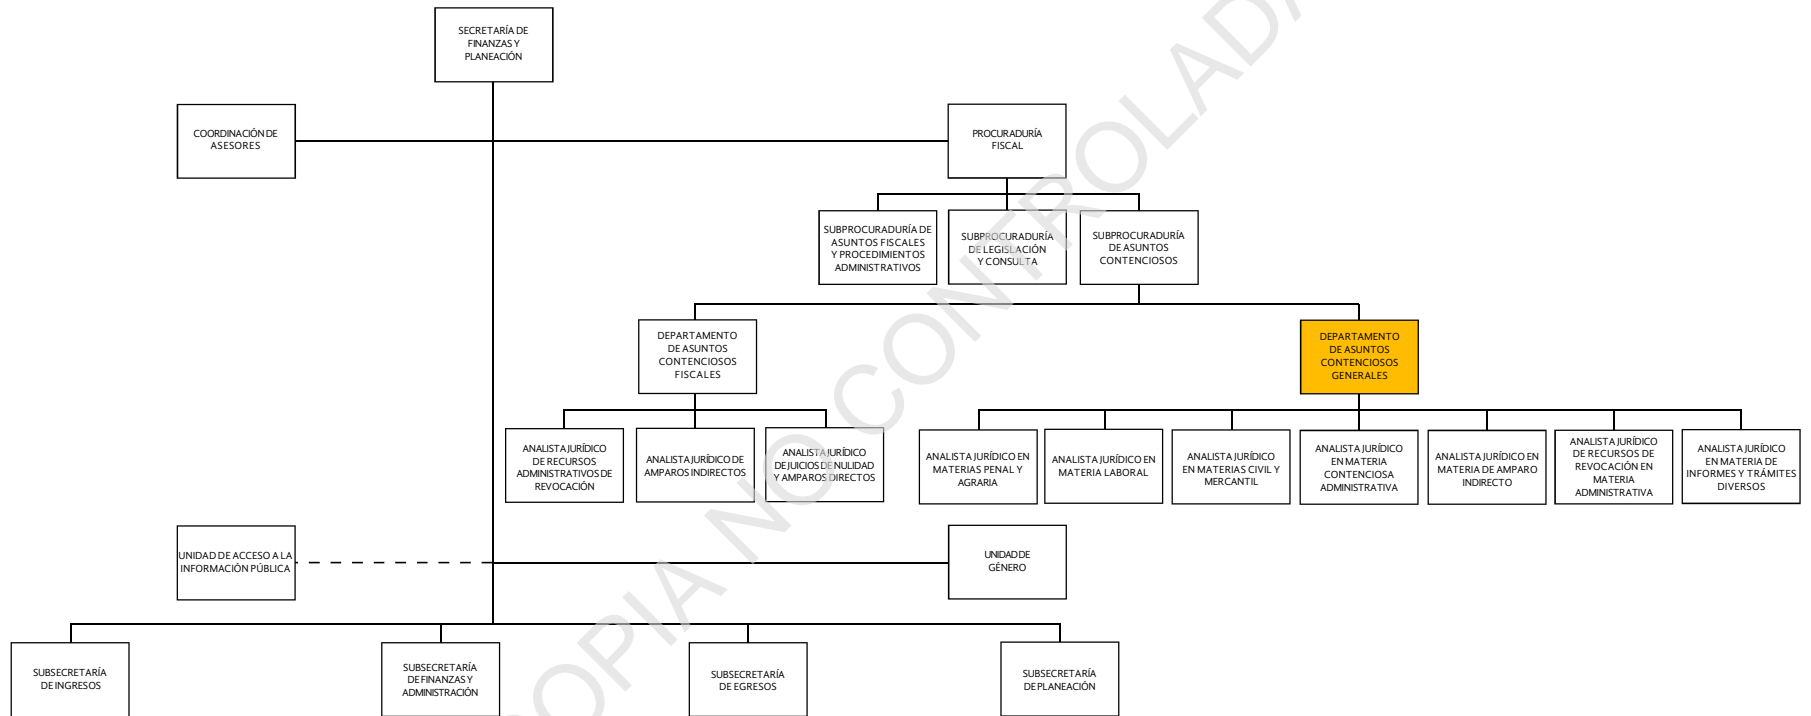 SECRETARÍA DE
FINANZAS Y
PLANEACIÓN
COORDINACIÓN DE
ASESORES
PROCURADURÍA
FISCAL
SUBPROCURADURÍA DE
ASUNTOS FISCALES
Y PROCEDIMIENTOS
ADMINISTRATIVOS
SUBPROCURADURÍA
DE LEGISLACIÓN
Y CONSULTA
SUBPROCURADURÍA
DE ASUNTOS
CONTENCIOSOS
DEPARTAMENTO
DE ASUNTOS
CONTENCIOSOS
FISCALES
DEPARTAMENTO
DE ASUNTOS
CONTENCIOSOS
GENERALES
ANALISTA JURÍDICO
DE RECURSOS
ADMINISTRATIVOS DE
REVOCACIÓN
ANALISTA JURÍDICO DE
AMPAROS INDIRECTOS
ANALISTA JURÍDICO
DE JUICIOS DE NULIDAD
Y AMPAROS DIRECTOS
ANALISTA JURÍDICO EN
MATERIAS PENAL Y
AGRARIA
ANALISTA JURÍDICO EN
MATERIA LABORAL
ANALISTA JURÍDICO
EN MATERIAS CIVIL Y
MERCANTIL
ANALISTA JURÍDICO
EN MATERIA
CONTENCIOSA
ADMINISTRATIVA
ANALISTA JURÍDICO EN
MATERIA DE AMPARO
INDIRECTO
ANALISTA JURÍDICO
DE RECURSOS DE
REVOCACIÓN EN
MATERIA
ADMINISTRATIVA
ANALISTA JURÍDICO
EN MATERIA DE
INFORMES Y TRÁMITES
DIVERSOS
UNIDAD DE ACCESO A LA
INFORMACIÓN PÚBLICA
UNIDAD DE
GÉNERO
SUBSECRETARÍA
DE INGRESOS
SUBSECRETARÍA
DE FINANZAS Y
ADMINISTRACIÓN
SUBSECRETARÍA
DE EGRESOS
SUBSECRETARÍA
DE PLANEACIÓN
COPIA NO CONTROLADA